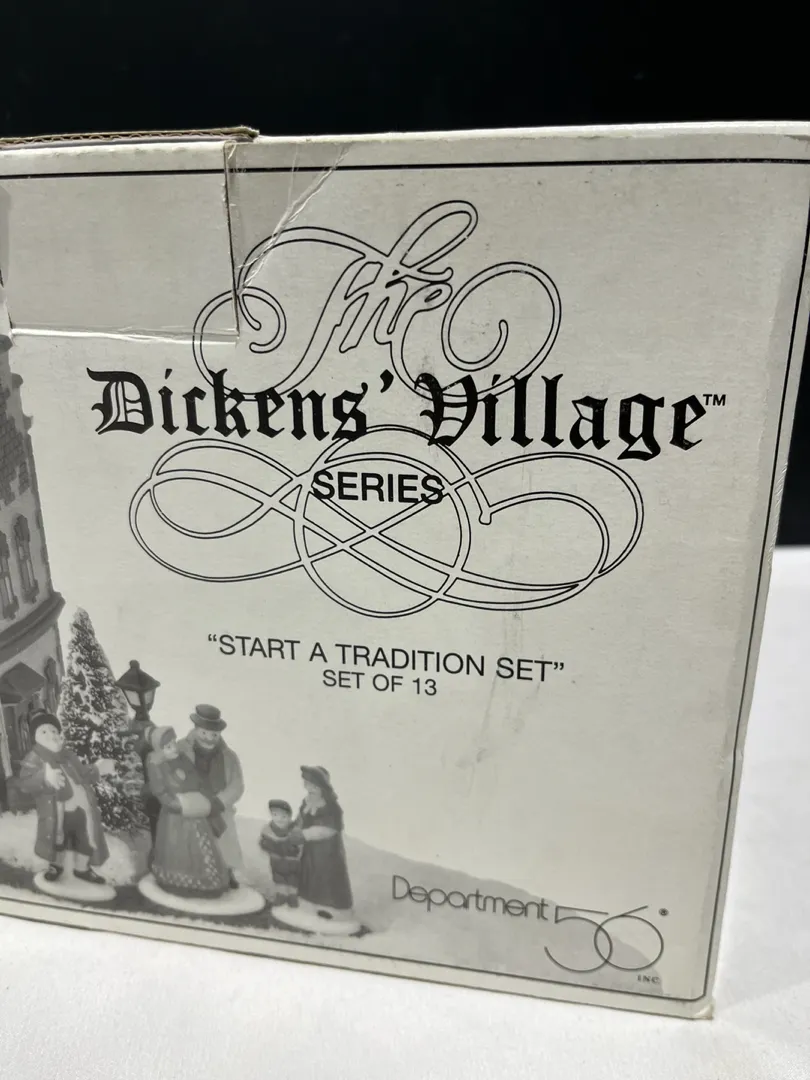 The
Dickens' Village™
SERIES
“START A TRADITION SET”
SET OF 13
Department 56®
INC